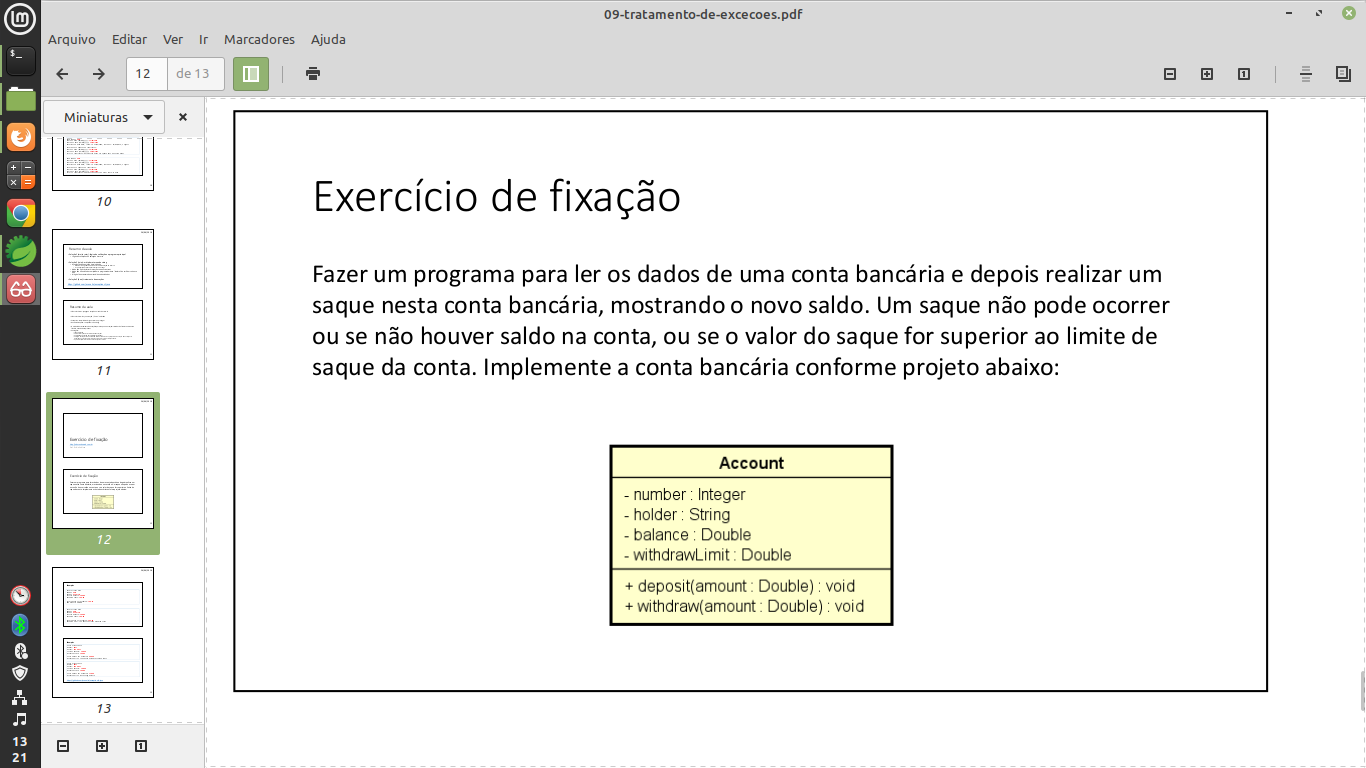 09-tratamento-de-excecoes.pdf
Arquivo Editar Ver Ir Marcadores Ajuda
12 de 13
Miniaturas
10
11
Exercício de fixação
12
13
Exercício de fixação
Fazer um programa para ler os dados de uma conta bancária e depois realizar um
saque nesta conta bancária, mostrando o novo saldo. Um saque não pode ocorrer
ou se não houver saldo na conta, ou se o valor do saque for superior ao limite de
saque da conta. Implemente a conta bancária conforme projeto abaixo:
Account
- number : Integer
- holder : String
- balance : Double
- withdrawLimit : Double
+ deposit(amount : Double) : void
+ withdraw(amount : Double) : void
13
21